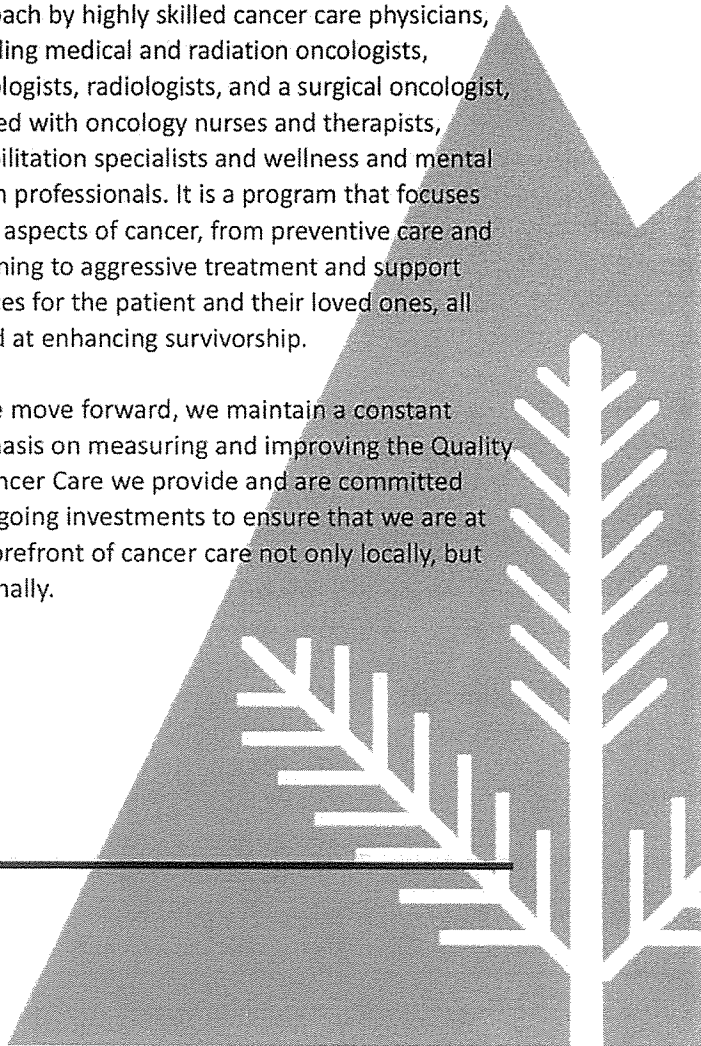 ach by highly skilled cancer care physicians,
ling medical and radiation oncologists,
logists, radiologists, and a surgical oncologist,
ed with oncology nurses and therapists,
ilitation specialists and wellness and mental
h professionals. It is a program that focuses
aspects of cancer, from preventive care and
ning to aggressive treatment and support
es for the patient and their loved ones, all
d at enhancing survivorship.
e move forward, we maintain a constant
asis on measuring and improving the Quality
ncer Care we provide and are committed
going investments to ensure that we are at
orefront of cancer care not only locally, but
nally.